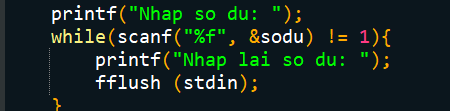 printf("Nhap so du: ");
while(scanf("%f", &sodu) != 1){
printf("Nhap lai so du: ");
fflush (stdin);
}